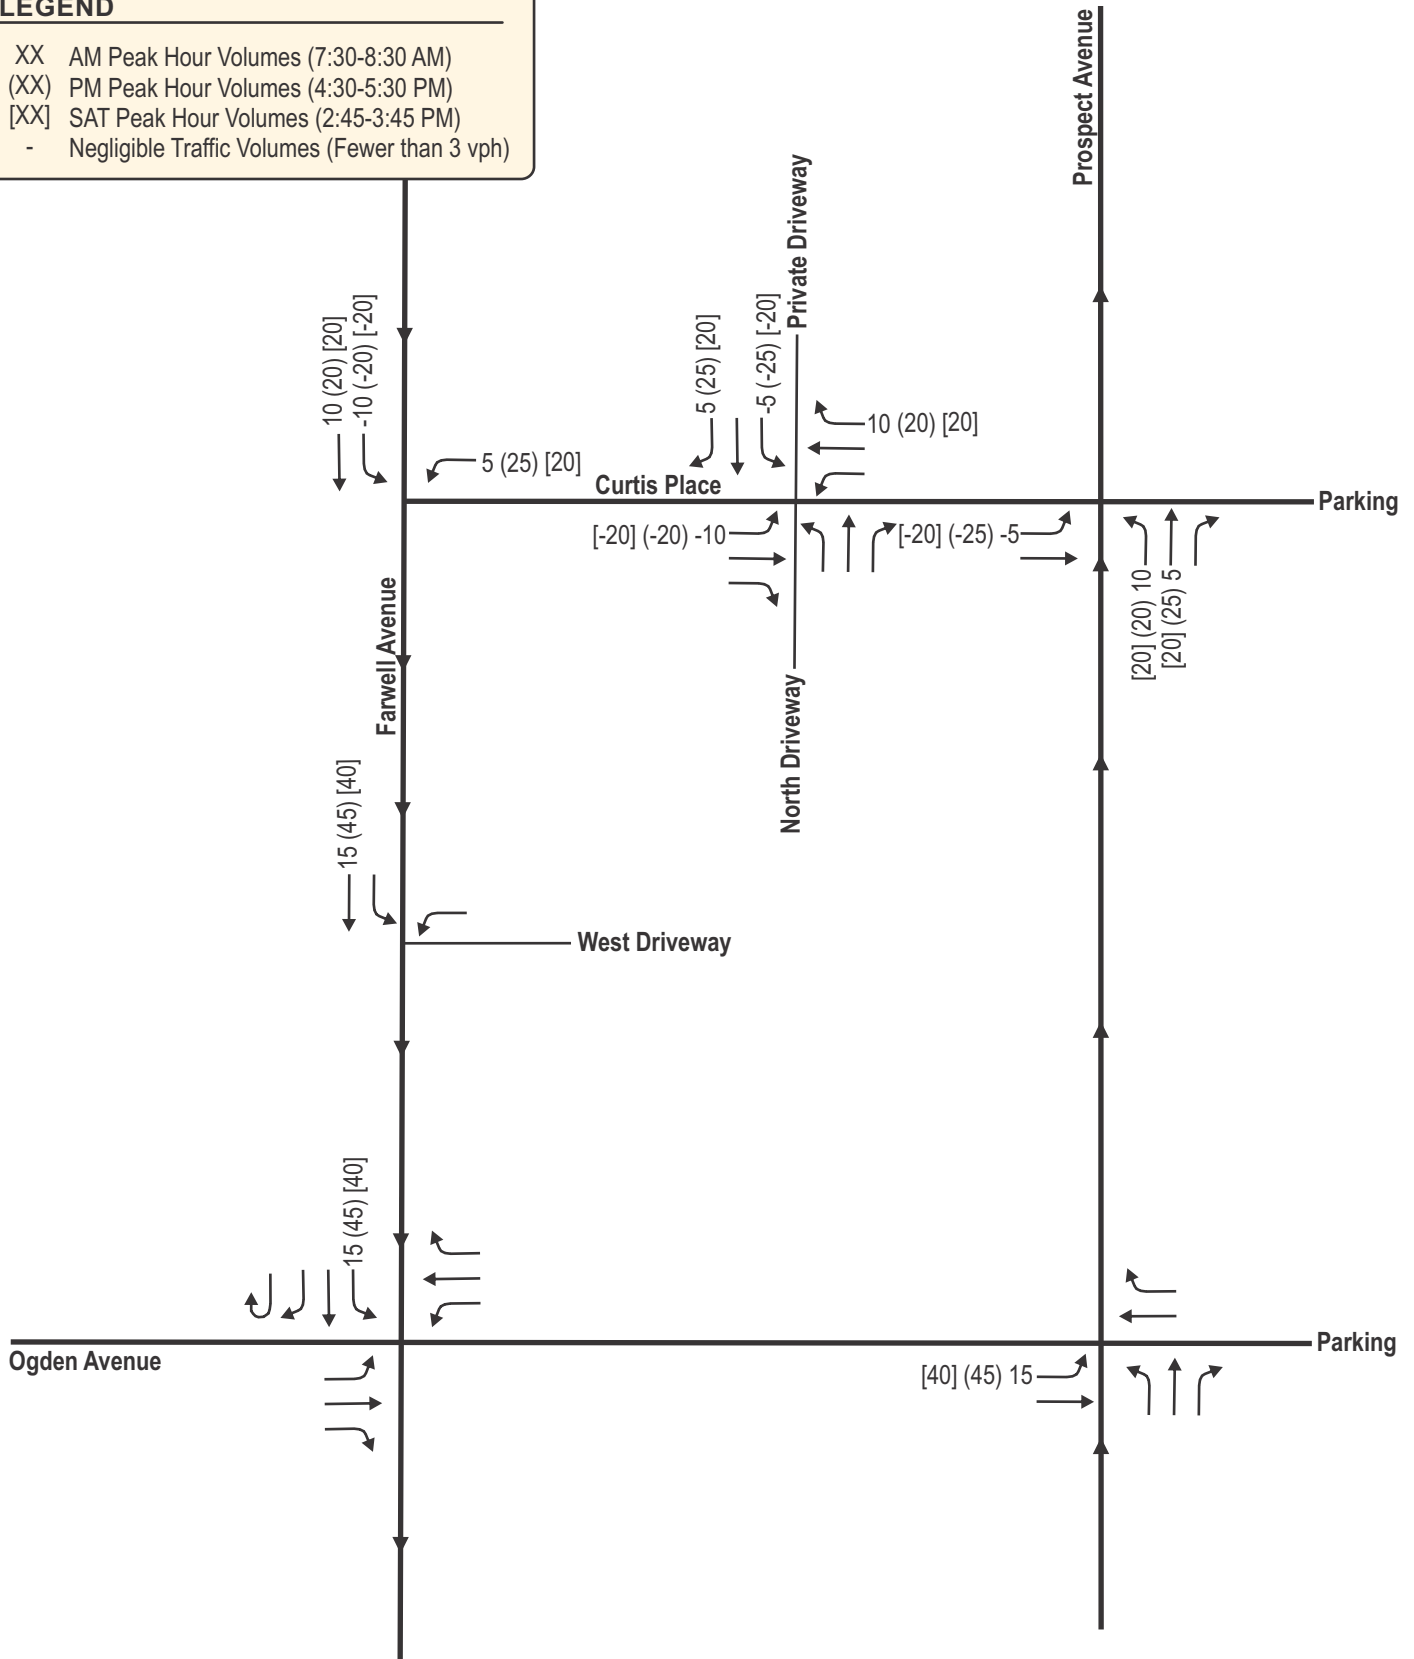 LEGEND
XX AM Peak Hour Volumes (7:30-8:30 AM)
(XX) PM Peak Hour Volumes (4:30-5:30 PM)
[XX] SAT Peak Hour Volumes (2:45-3:45 PM)
- Negligible Traffic Volumes (Fewer than 3 vph)
Prospect Avenue
Private Driveway
10 (20) [20]
-10 (-20) [-20]
5 (25) [20]
-5 (-25) [-20]
10 (20) [20]
5 (25) [20]
Curtis Place
Parking
[-20] (-20) -10
[-20] (-25) -5
[20] (20) 10
[20] (25) 5
Farwell Avenue
North Driveway
15 (45) [40]
West Driveway
15 (45) [40]
Ogden Avenue
Parking
[40] (45) 15